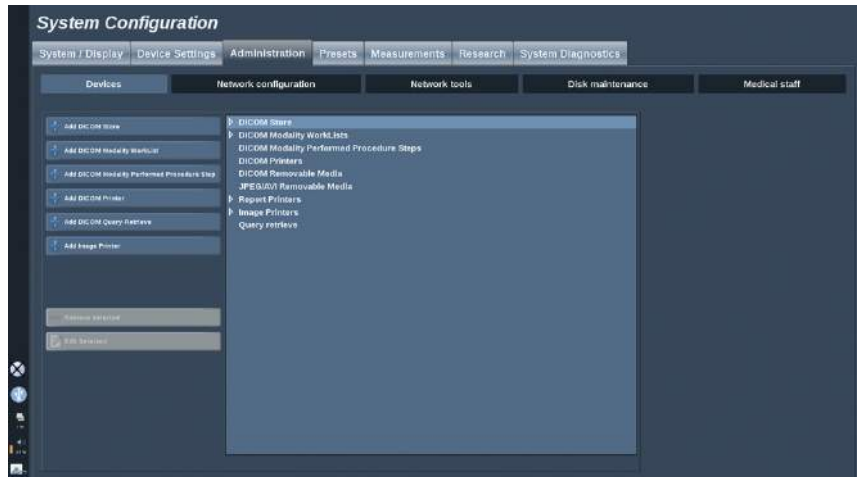 System Configuration
System / Display Device Settings Administration Presets Measurements Research System Diagnostics
Devices Network configuration Network tools Disk maintenance Medical staff
Add DICOM Store
Add DICOM Modality WorkList
Add DICOM Modality Performed Procedure Step
Add DICOM Printer
Add DICOM Query-Retrieve
Add Image Printer
Remove Selected
Edit Selected
DICOM Store
DICOM Modality WorkLists
DICOM Modality Performed Procedure Steps
DICOM Printers
DICOM Removable Media
JPEG/AVI Removable Media
Report Printers
Image Printers
Query retrieve